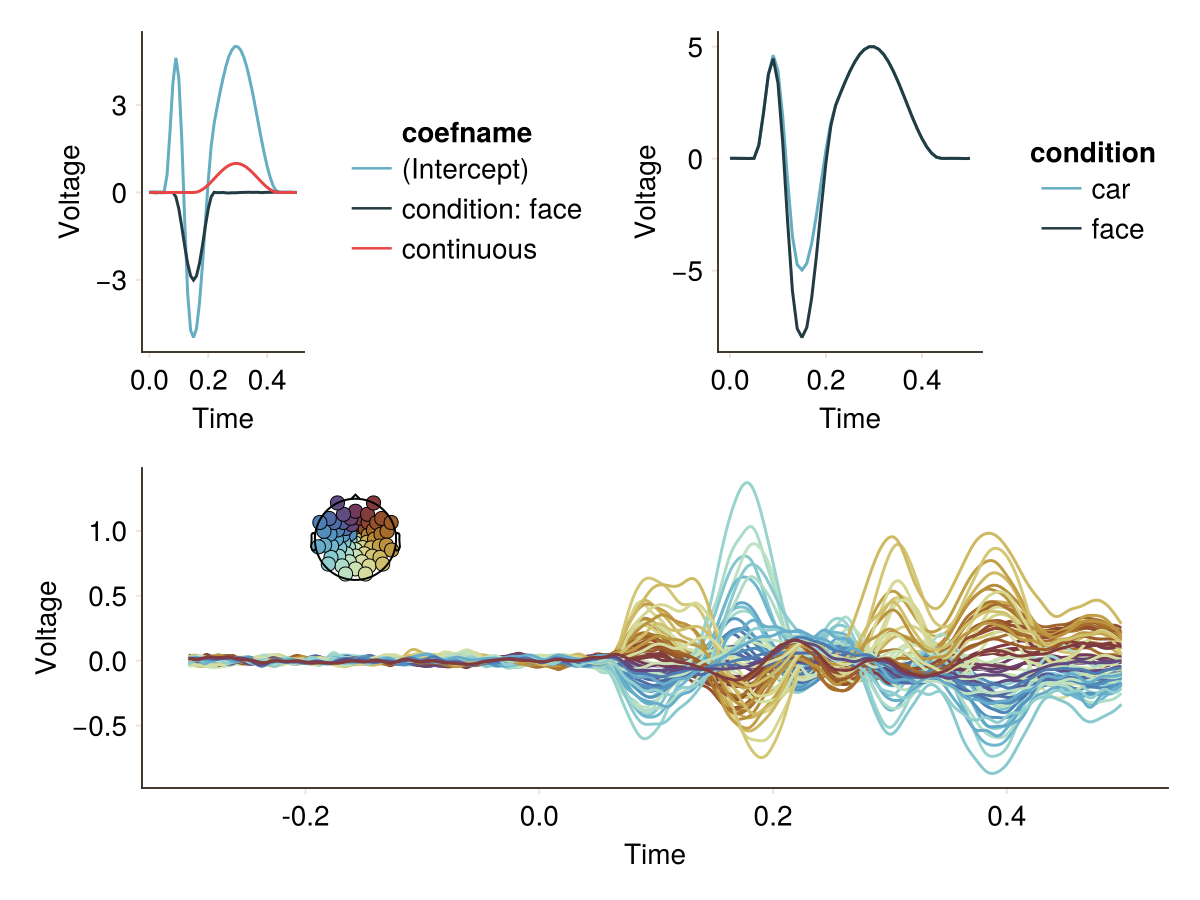 Voltage
3
0
−3
0.0 0.2 0.4
Time
coefname
(Intercept)
condition: face
continuous
Voltage
5
0
−5
0.0 0.2 0.4
Time
condition
car
face
Voltage
1.0
0.5
0.0
−0.5
-0.2 0.0 0.2 0.4
Time